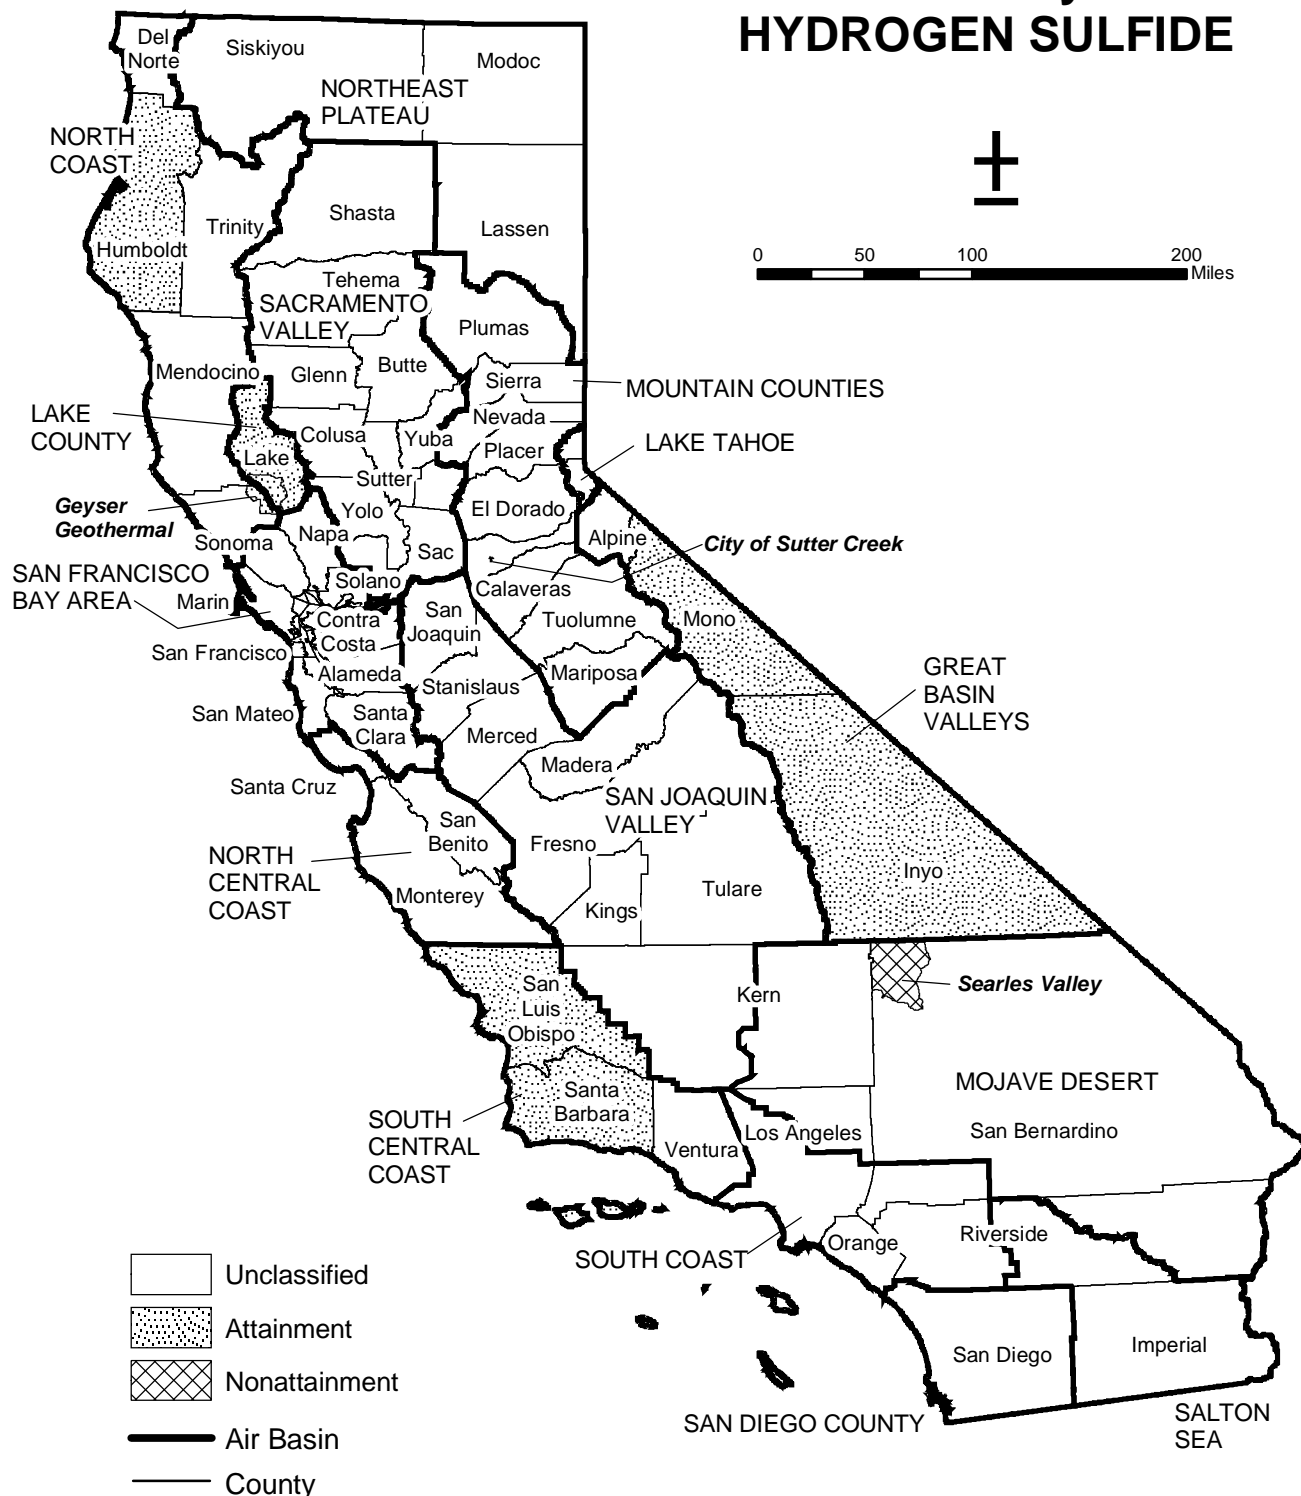 HYDROGEN SULFIDE
0 50 100 200
Miles
Del
Norte
Siskiyou
Modoc
NORTHEAST
PLATEAU
NORTH
COAST
Shasta
Trinity
Lassen
Humboldt
Tehema
SACRAMENTO
VALLEY
Plumas
Mendocino
Glenn
Butte
Sierra
MOUNTAIN COUNTIES
LAKE
COUNTY
Nevada
Colusa
Yuba
LAKE TAHOE
Placer
Lake
Sutter
Geyser
Geothermal
Yolo
El Dorado
Napa
Sonoma
Sac
Alpine
City of Sutter Creek
SAN FRANCISCO
BAY AREA
Solano
Marin
Calaveras
San
Joaquin
Contra
Costa
Tuolumne
Mono
San Francisco
Alameda
Mariposa
GREAT
BASIN
VALLEYS
Stanislaus
San Mateo
Santa
Clara
Merced
Madera
Santa Cruz
SAN JOAQUIN
VALLEY
San
Benito
Fresno
NORTH
CENTRAL
COAST
Inyo
Monterey
Tulare
Kings
San
Luis
Obispo
Kern
Searles Valley
MOJAVE DESERT
Santa
Barbara
SOUTH
CENTRAL
COAST
Los Angeles
San Bernardino
Ventura
Orange
Riverside
SOUTH COAST
San Diego
Imperial
SAN DIEGO COUNTY
SALTON
SEA
Unclassified
Attainment
Nonattainment
Air Basin
County